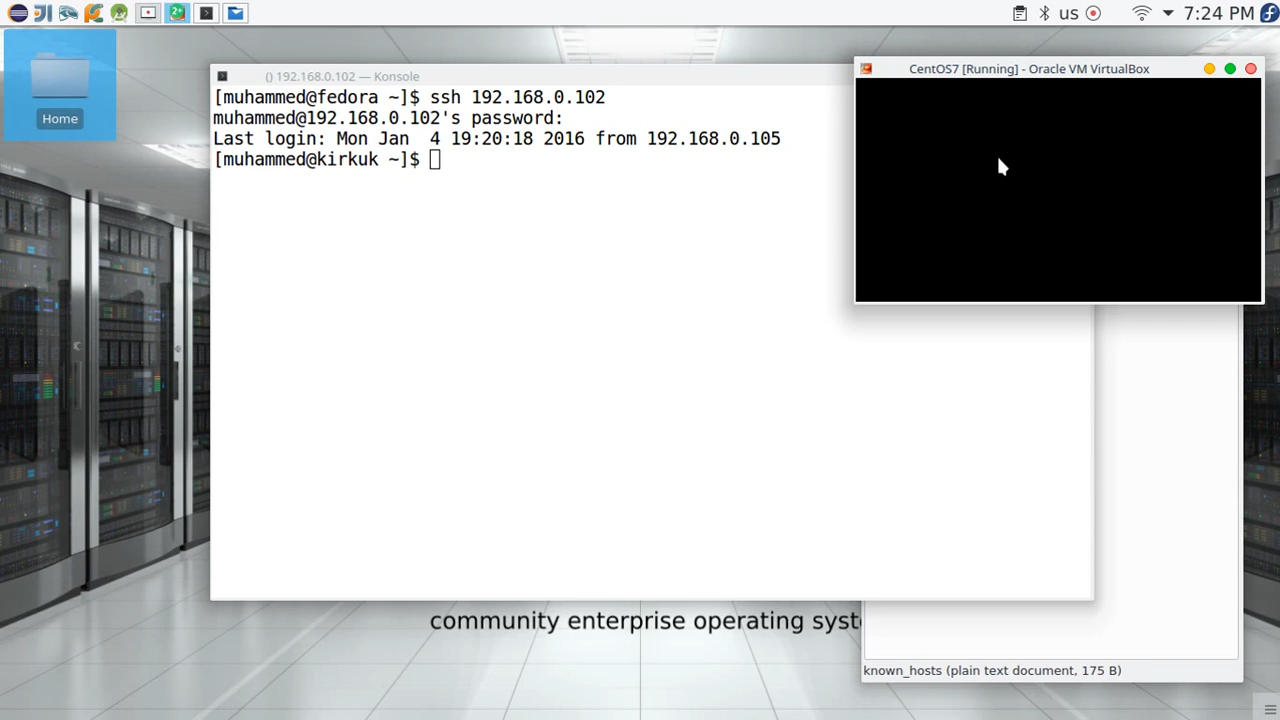 us
7:24 PM
Home
() 192.168.0.102 — Konsole
[muhammed@fedora ~]$ ssh 192.168.0.102
muhammed@192.168.0.102's password:
Last login: Mon Jan  4 19:20:18 2016 from 192.168.0.105
[muhammed@kirkuk ~]$
CentOS7 [Running] - Oracle VM VirtualBox
community enterprise operating syste
known_hosts (plain text document, 175 B)